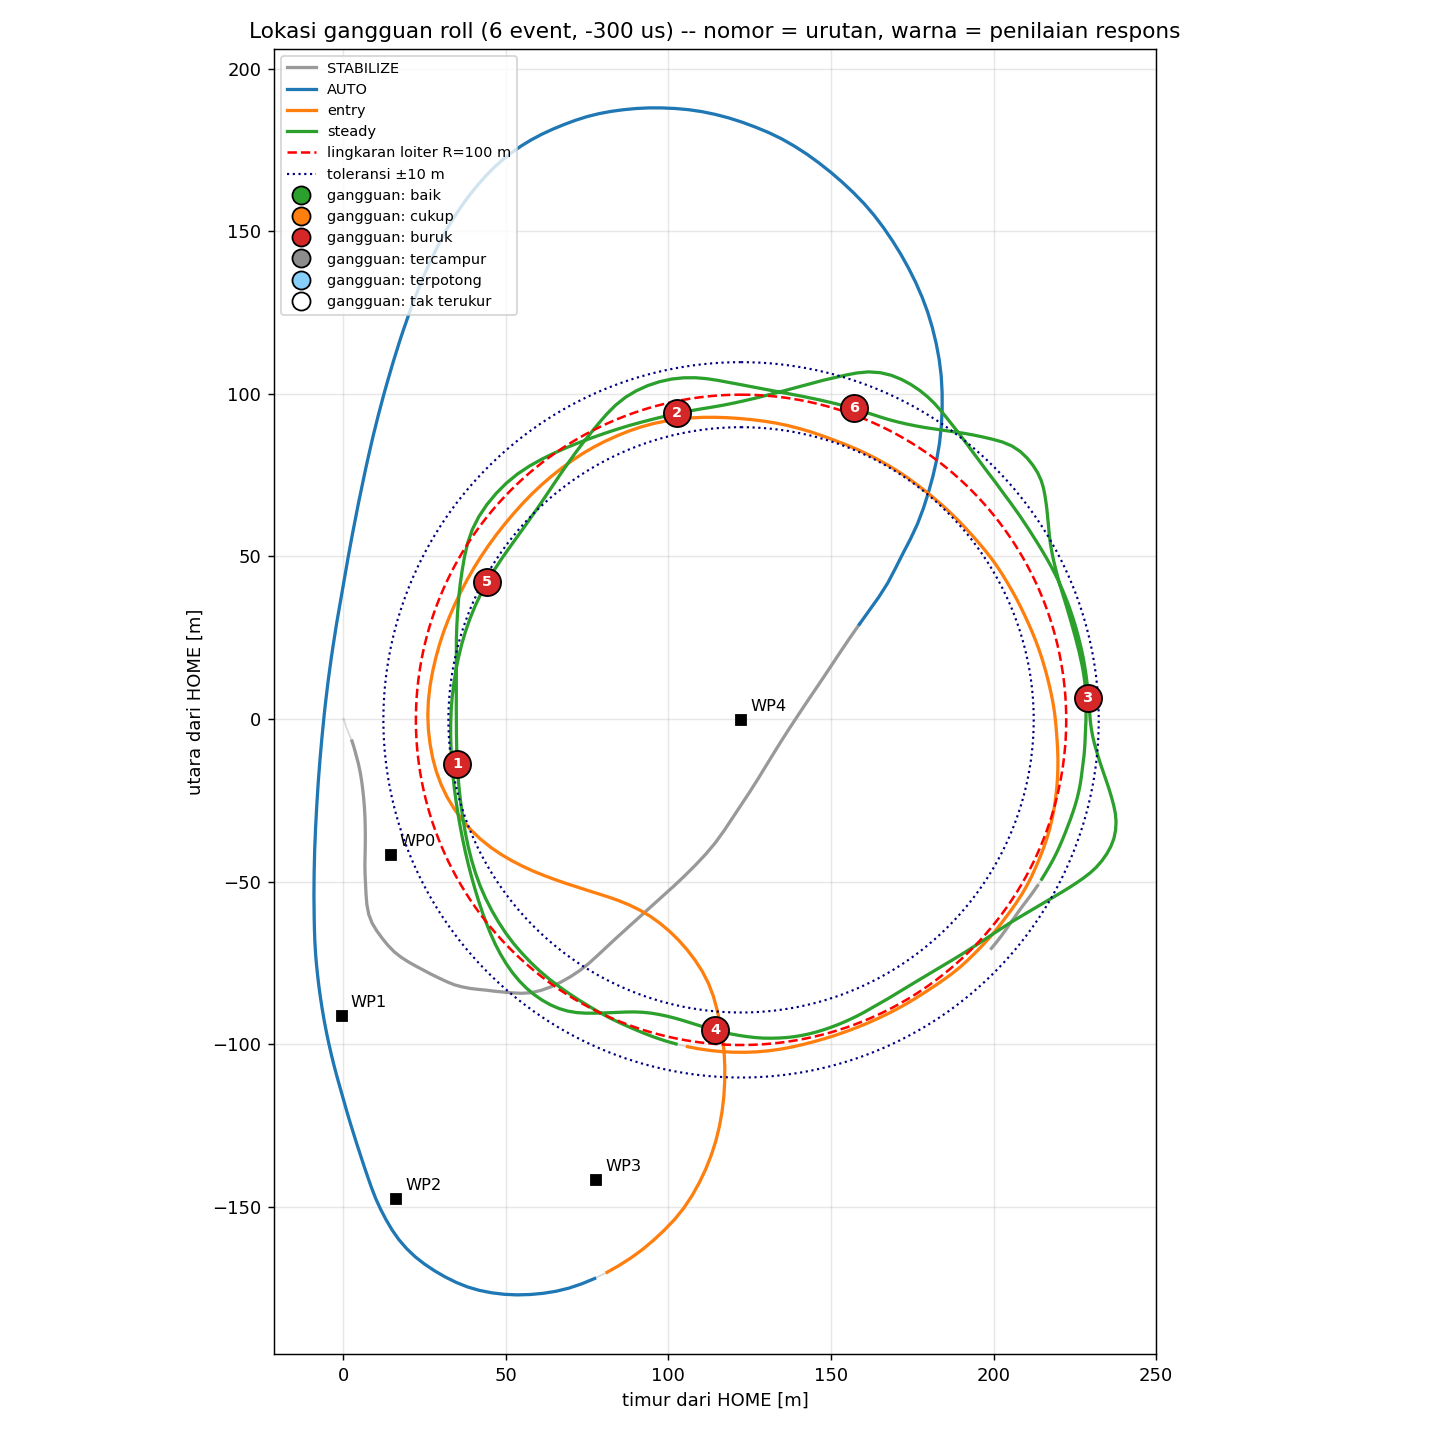 Lokasi gangguan roll (6 event, -300 us) -- nomor = urutan, warna = penilaian respons
STABILIZE
AUTO
entry
steady
lingkaran loiter R=100 m
toleransi ±10 m
gangguan: baik
gangguan: cukup
gangguan: buruk
gangguan: tercampur
gangguan: terpotong
gangguan: tak terukur
200
150
100
50
0
−50
−100
−150
utara dari HOME [m]
2
6
5
3
WP4
1
WP0
WP1
4
WP3
WP2
0
50
100
150
200
250
timur dari HOME [m]